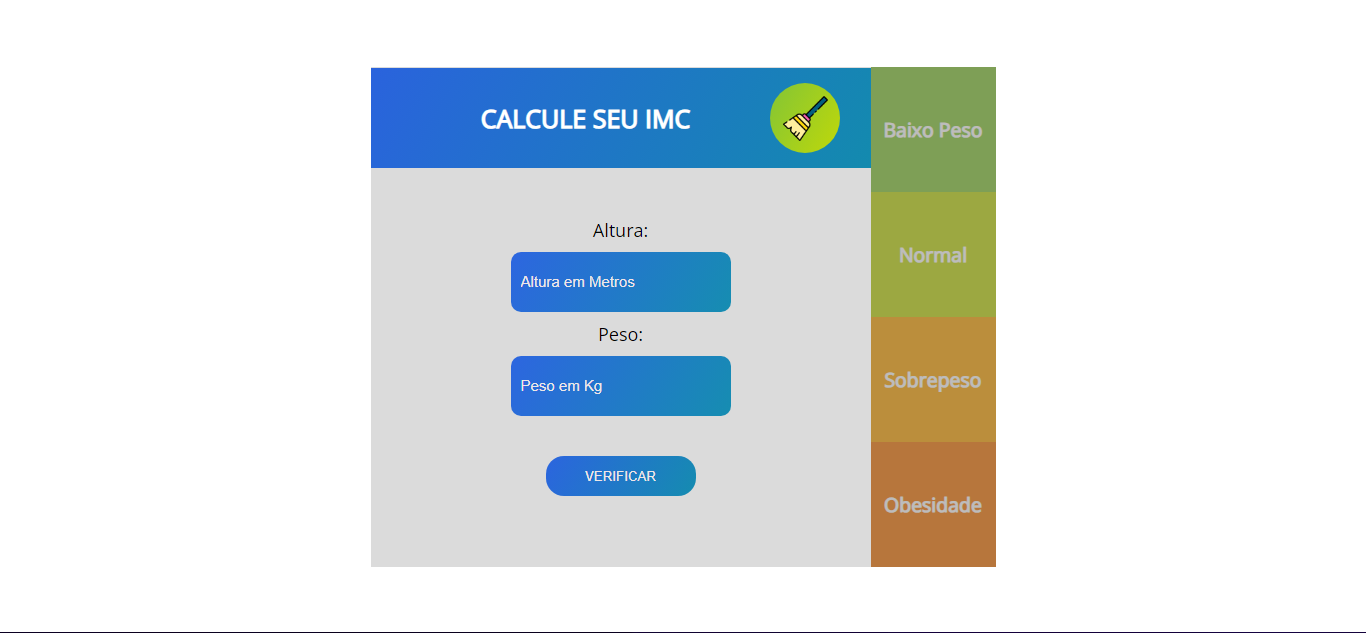 CALCULE SEU IMC
Altura:
Altura em Metros
Peso:
Peso em Kg
VERIFICAR
Baixo Peso
Normal
Sobrepeso
Obesidade